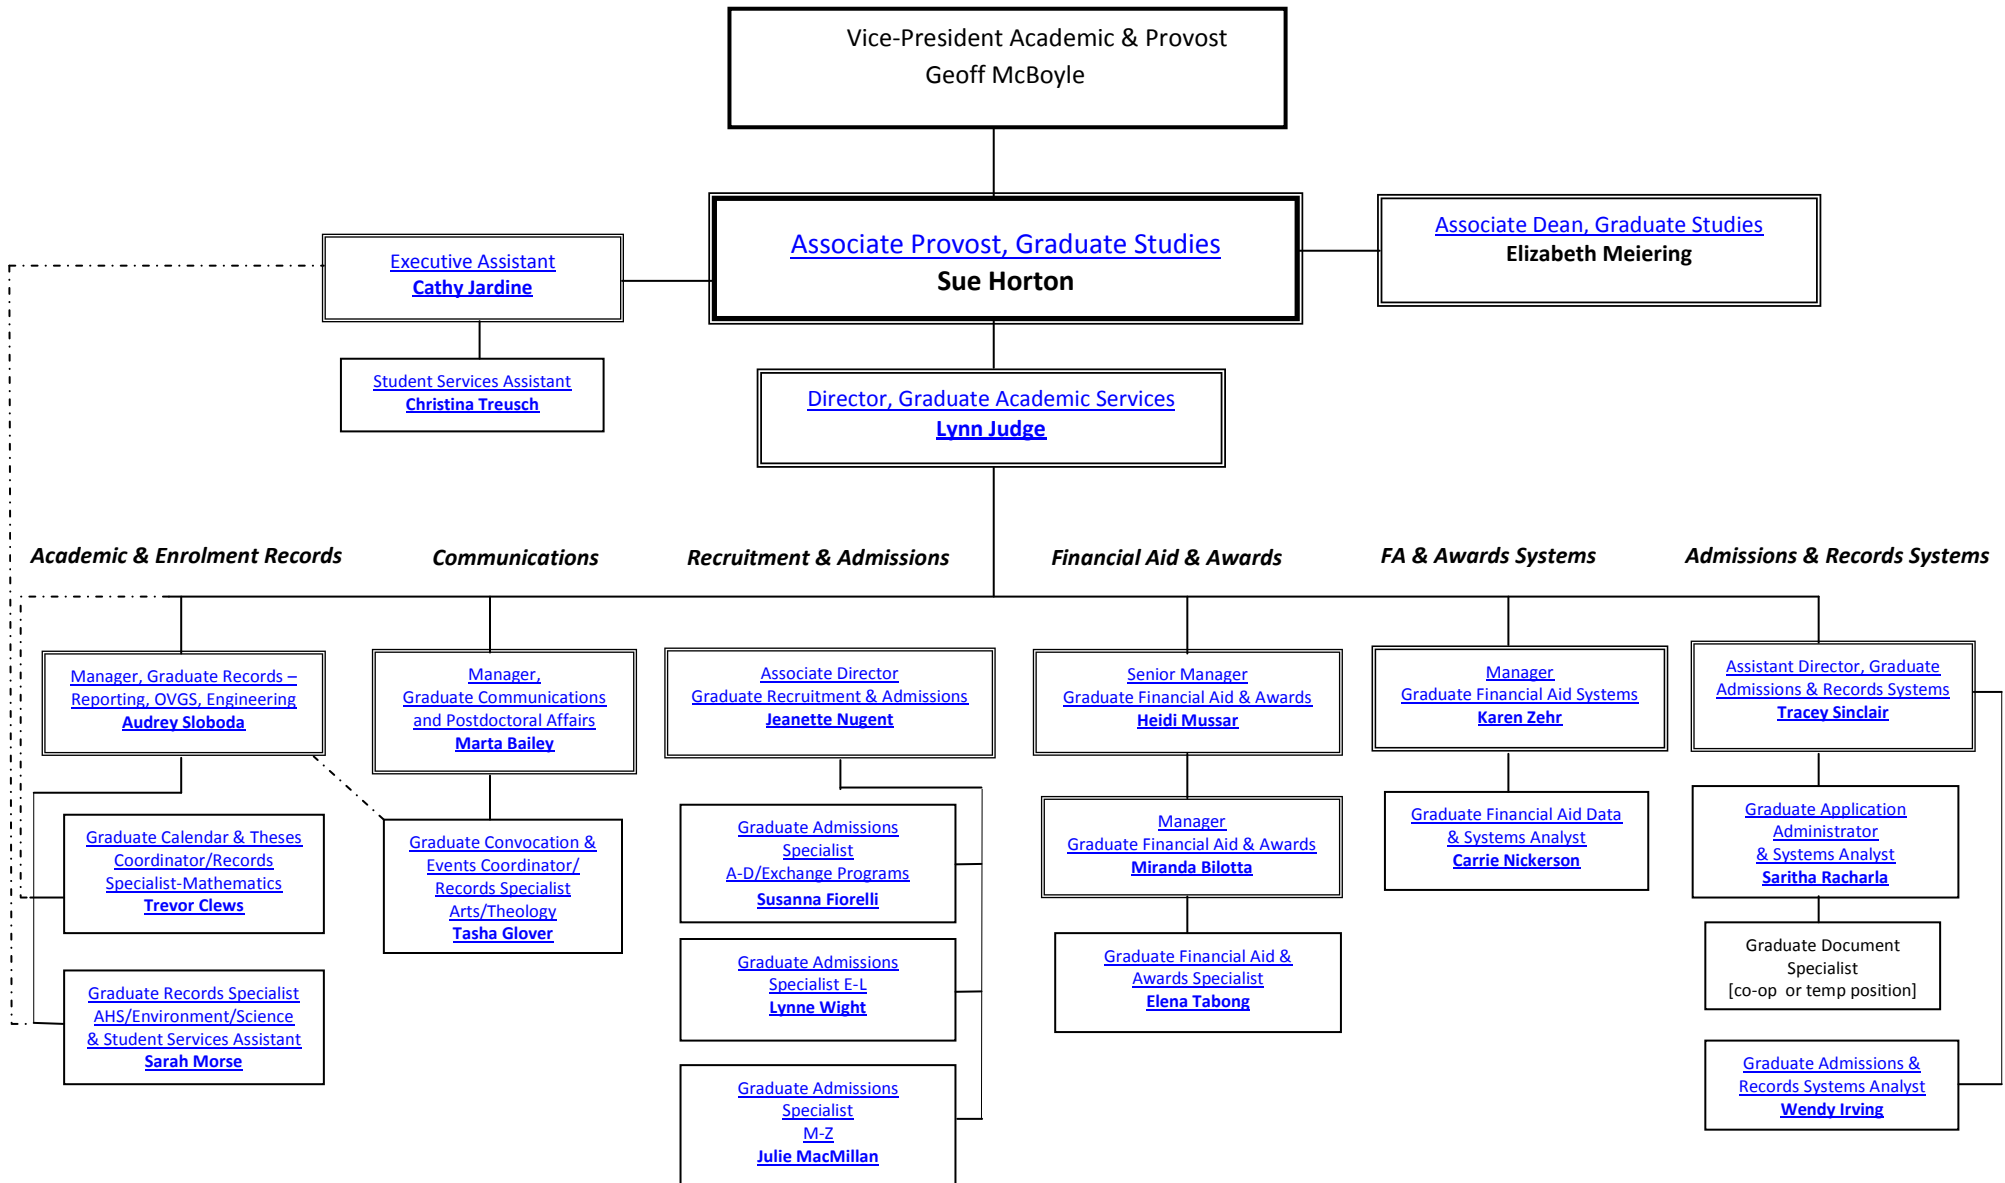 Vice-President Academic & Provost
Geoff McBoyle
Associate Provost, Graduate Studies
Sue Horton
Associate Dean, Graduate Studies
Elizabeth Meiering
Executive Assistant
Cathy Jardine
Student Services Assistant
Christina Treusch
Director, Graduate Academic Services
Lynn Judge
Academic & Enrolment Records
Communications
Recruitment & Admissions
Financial Aid & Awards
FA & Awards Systems
Admissions & Records Systems
Manager, Graduate Records –
Reporting, OVGS, Engineering
Audrey Sloboda
Manager,
Graduate Communications
and Postdoctoral Affairs
Marta Bailey
Associate Director
Graduate Recruitment & Admissions
Jeanette Nugent
Senior Manager
Graduate Financial Aid & Awards
Heidi Mussar
Manager
Graduate Financial Aid Systems
Karen Zehr
Assistant Director, Graduate
Admissions & Records Systems
Tracey Sinclair
Graduate Calendar & Theses
Coordinator/Records
Specialist-Mathematics
Trevor Clews
Graduate Convocation &
Events Coordinator/
Records Specialist
Arts/Theology
Tasha Glover
Graduate Admissions
Specialist
A-D/Exchange Programs
Susanna Fiorelli
Manager
Graduate Financial Aid & Awards
Miranda Bilotta
Graduate Financial Aid Data
& Systems Analyst
Carrie Nickerson
Graduate Application
Administrator
& Systems Analyst
Saritha Racharla
Graduate Records Specialist
AHS/Environment/Science
& Student Services Assistant
Sarah Morse
Graduate Admissions
Specialist E-L
Lynne Wight
Graduate Financial Aid &
Awards Specialist
Elena Tabong
Graduate Document
Specialist
[co-op or temp position]
Graduate Admissions
Specialist
M-Z
Julie MacMillan
Graduate Admissions &
Records Systems Analyst
Wendy Irving